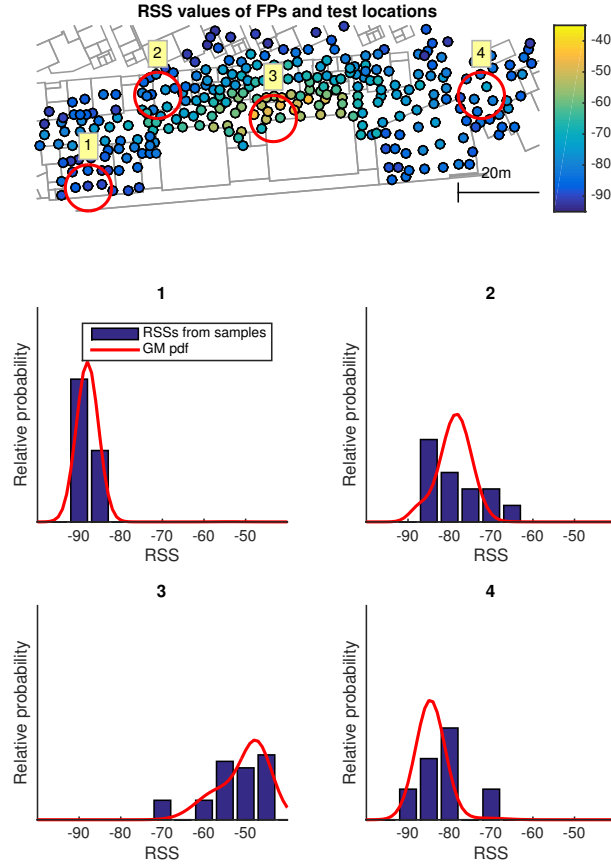 RSS values of FPs and test locations
2
4
3
1
20m
-40
-50
-60
-70
-80
-90
1
2
RSSs from samples
GM pdf
Relative probability
Relative probability
-90 -80 -70 -60 -50
-90 -80 -70 -60 -50
RSS
RSS
3
4
Relative probability
Relative probability
-90 -80 -70 -60 -50
-90 -80 -70 -60 -50
RSS
RSS